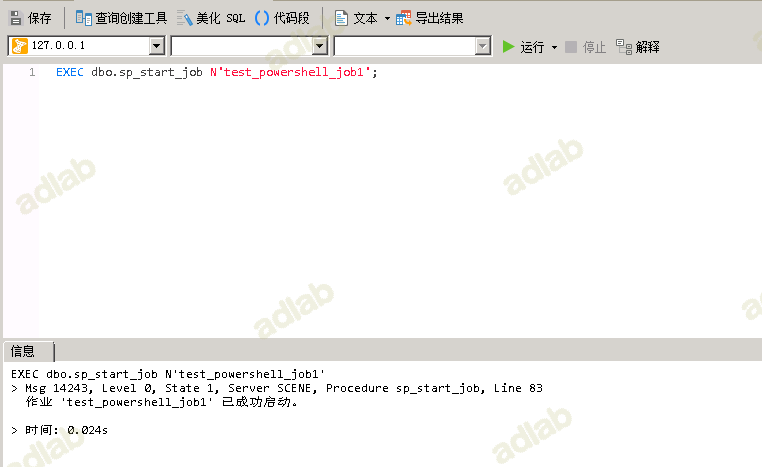 保存 查询创建工具 美化 SQL 代码段 文本 导出结果
127.0.0.1 运行 停止 解释
1 EXEC dbo.sp_start_job N'test_powershell_job1';
adlab
adlab
adlab
adlab
信息
EXEC dbo.sp_start_job N'test_powershell_job1'
> Msg 14243, Level 0, State 1, Server SCENE, Procedure sp_start_job, Line 83
作业 'test_powershell_job1' 已成功启动。
> 时间: 0.024s
adlab
adlab